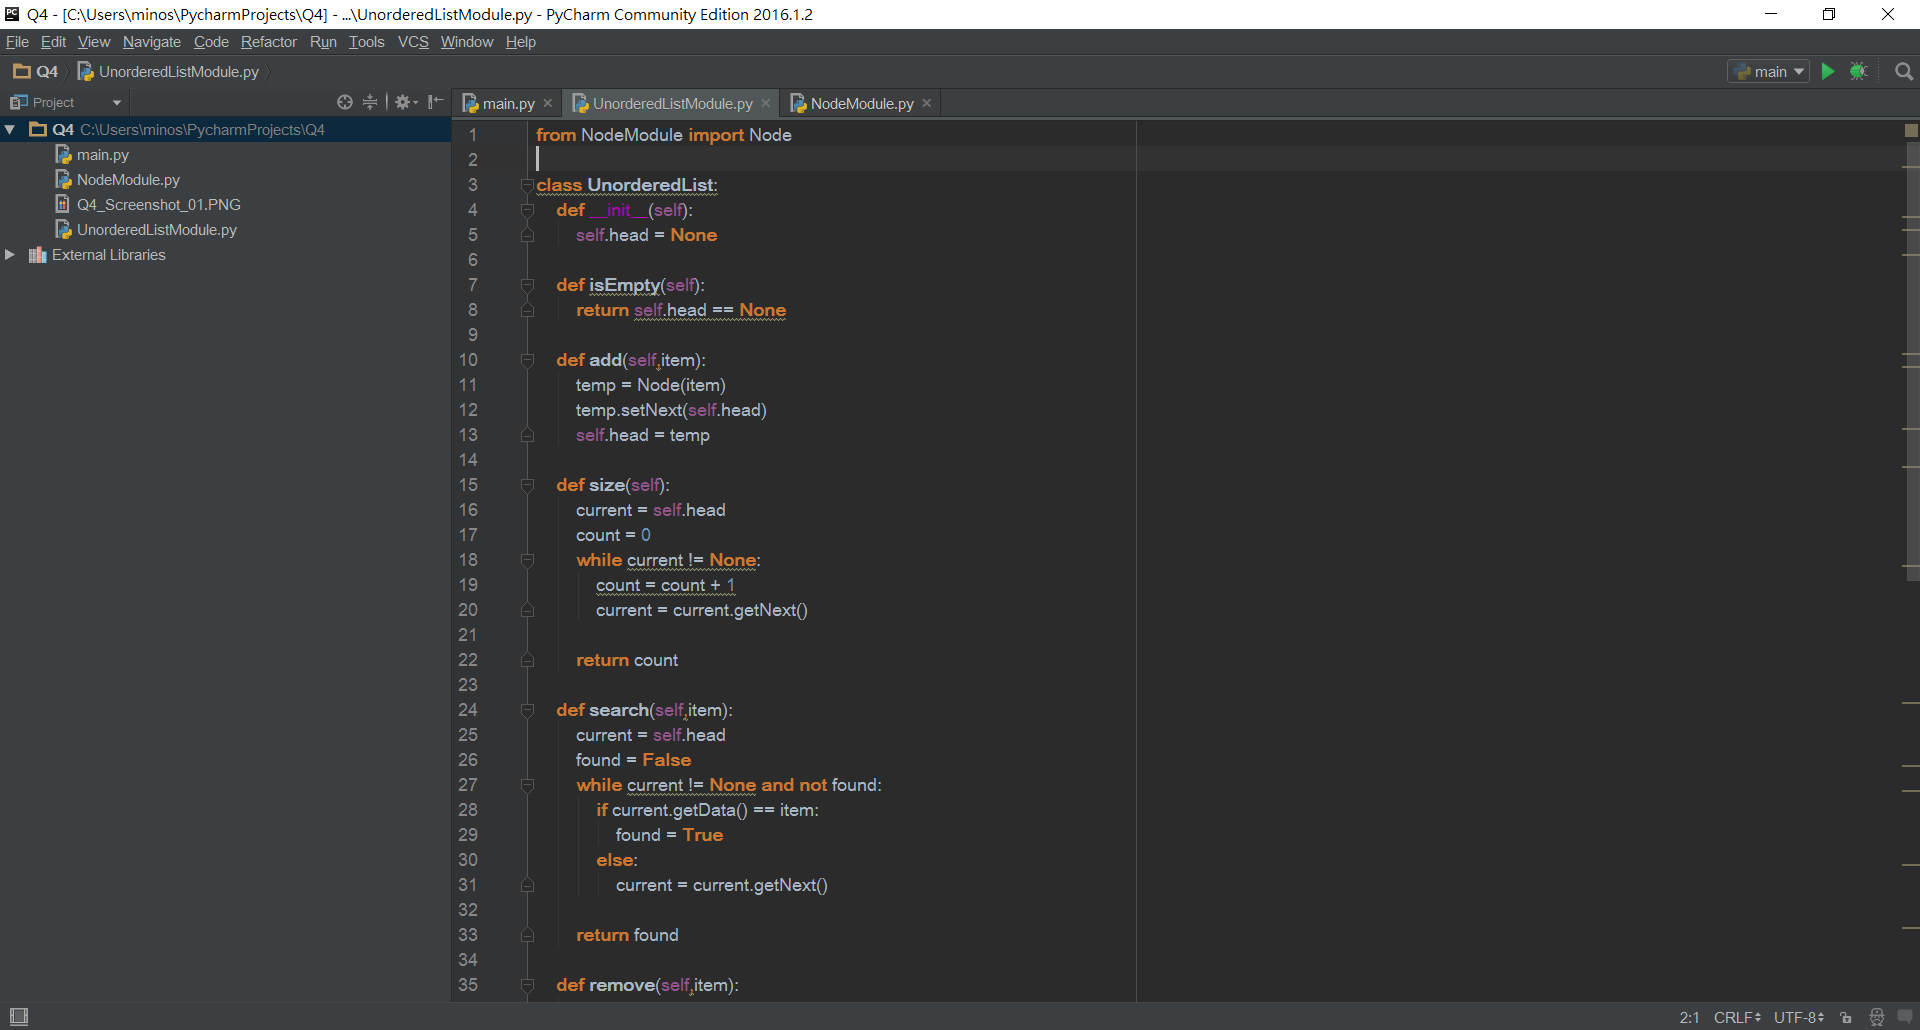 Q4 - [C:\Users\minos\PycharmProjects\Q4] - ...\UnorderedListModule.py - PyCharm Community Edition 2016.1.2
File Edit View Navigate Code Refactor Run Tools VCS Window Help
Q4 UnorderedListModule.py main
Project main.py UnorderedListModule.py NodeModule.py
Q4 C:\Users\minos\PycharmProjects\Q4
main.py
NodeModule.py
Q4_Screenshot_01.PNG
UnorderedListModule.py
External Libraries
1 from NodeModule import Node
2
3 class UnorderedList:
4 def __init__(self):
5 self.head = None
6
7 def isEmpty(self):
8 return self.head == None
9
10 def add(self,item):
11 temp = Node(item)
12 temp.setNext(self.head)
13 self.head = temp
14
15 def size(self):
16 current = self.head
17 count = 0
18 while current != None:
19 count = count + 1
20 current = current.getNext()
21
22 return count
23
24 def search(self,item):
25 current = self.head
26 found = False
27 while current != None and not found:
28 if current.getData() == item:
29 found = True
30 else:
31 current = current.getNext()
32
33 return found
34
35 def remove(self,item):
2:1 CRLF UTF-8